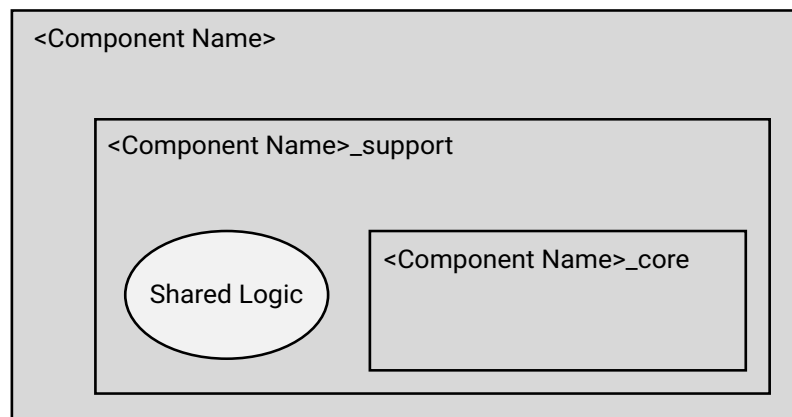 <Component Name>
<Component Name>_support
<Component Name>_core
Shared Logic